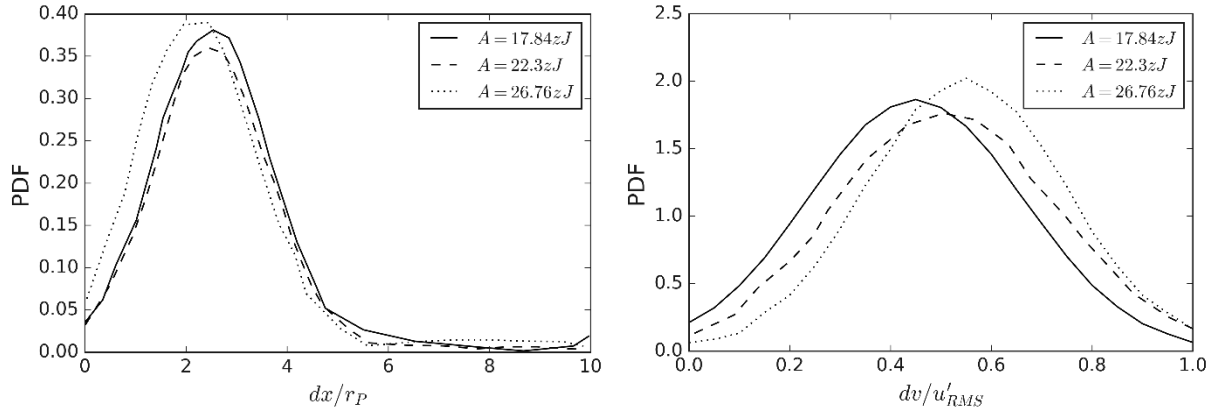 0.40
0.35
0.30
0.25
0.20
0.15
0.10
0.05
0.00
PDF
0 2 4 6 8 10
dx/r_P
A = 17.84zJ
A = 22.3zJ
A = 26.76zJ
2.5
2.0
1.5
1.0
0.5
0.0
PDF
0.0 0.2 0.4 0.6 0.8 1.0
dv/u'_{RMS}
A = 17.84zJ
A = 22.3zJ
A = 26.76zJ